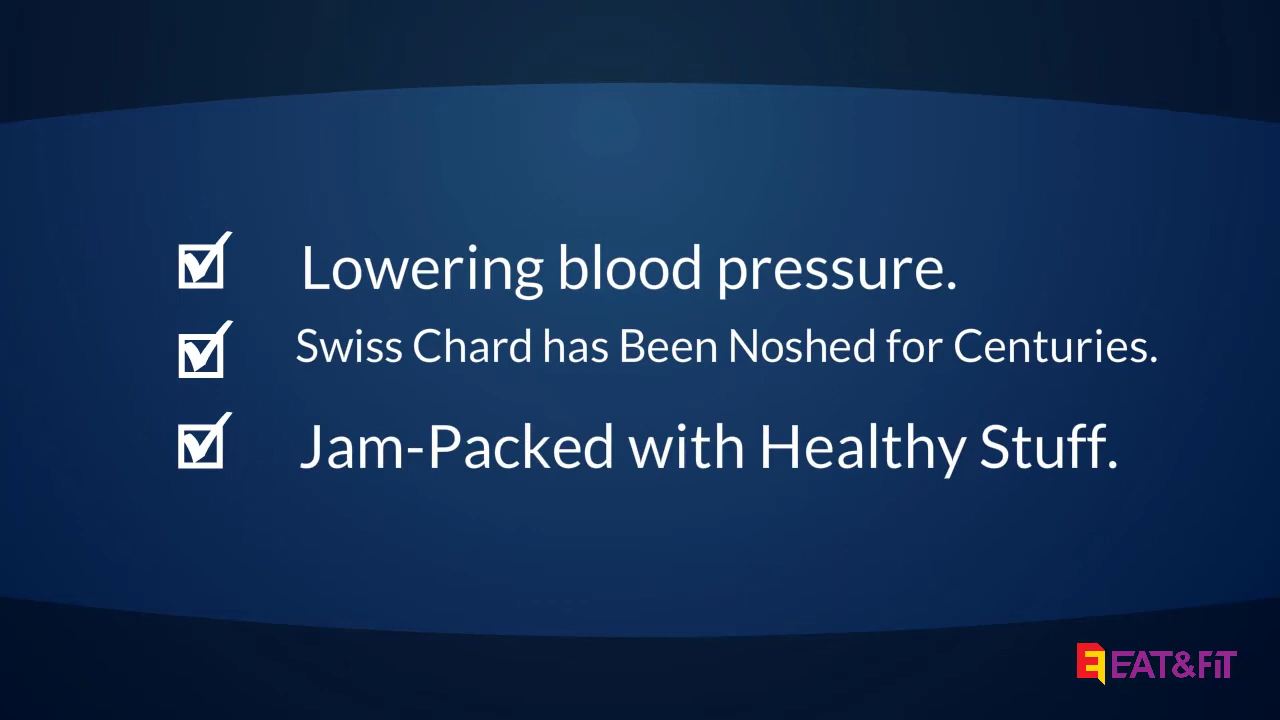 Lowering blood pressure.
Swiss Chard has Been Noshed for Centuries.
Jam-Packed with Healthy Stuff.
EAT&FiT